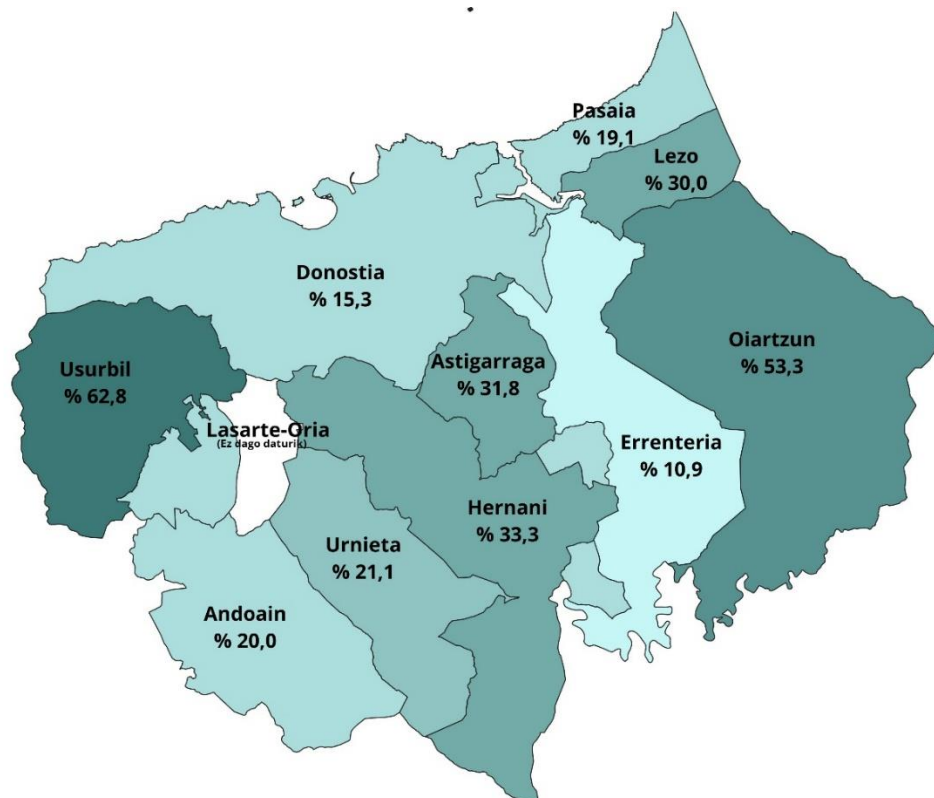 Pasaia
% 19,1
Lezo
% 30,0
Donostia
% 15,3
Oiartzun
% 53,3
Usurbil
% 62,8
Astigarraga
% 31,8
Lasarte-Oria
(Ez dago daturik)
Errenteria
% 10,9
Hernani
% 33,3
Urnieta
% 21,1
Andoain
% 20,0